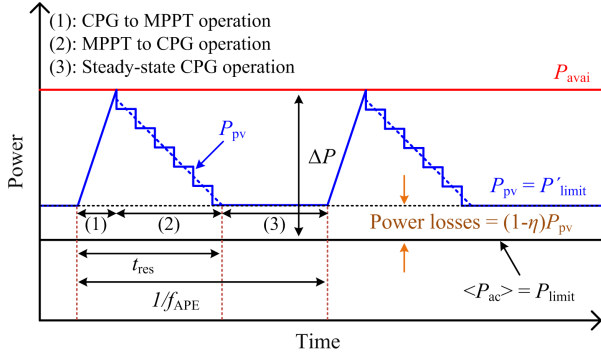 (1): CPG to MPPT operation
(2): MPPT to CPG operation
(3): Steady-state CPG operation
P_avai
P_pv
ΔP
Power
P_pv = P′_limit
(1) (2) (3)
Power losses = (1-η)P_pv
t_res
<P_ac> = P_limit
1/f_APE
Time